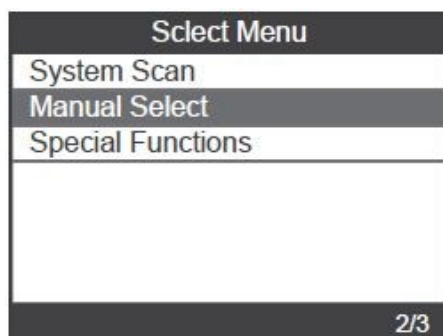 Sclect Menu
System Scan
Manual Select
Special Functions
2/3